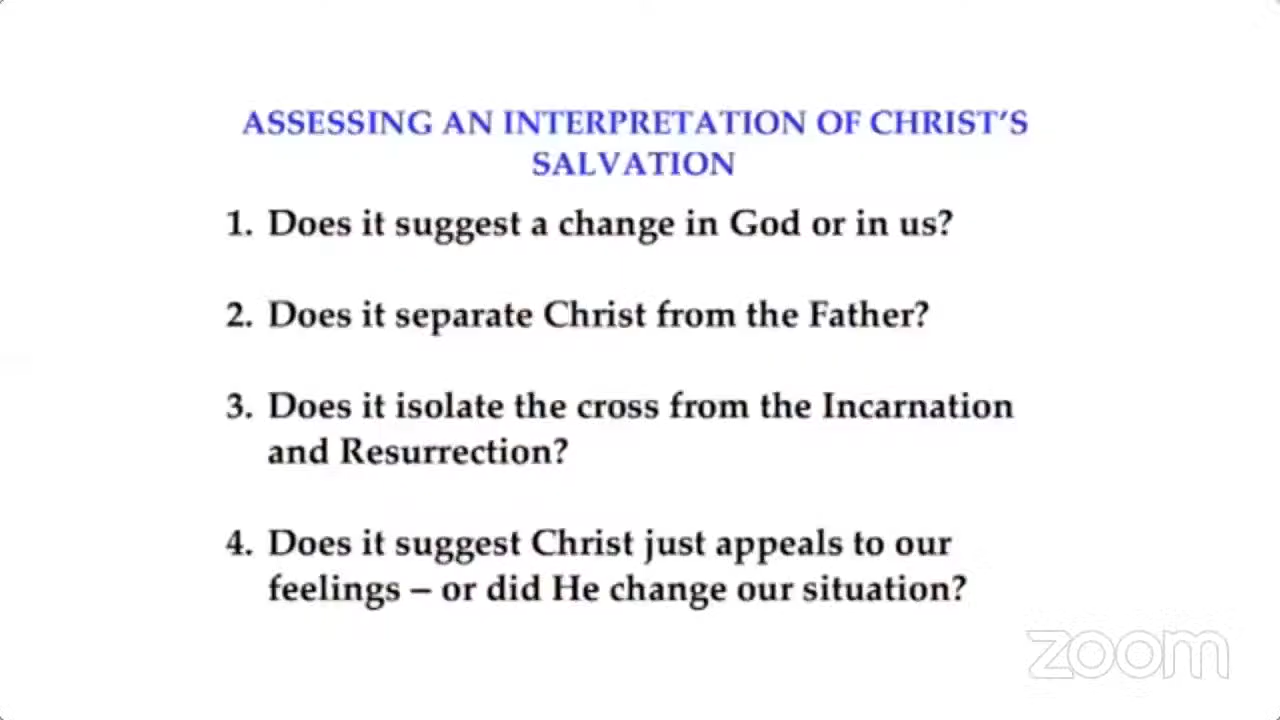 ASSESSING AN INTERPRETATION OF CHRIST’S
SALVATION
1. Does it suggest a change in God or in us?
2. Does it separate Christ from the Father?
3. Does it isolate the cross from the Incarnation
and Resurrection?
4. Does it suggest Christ just appeals to our
feelings – or did He change our situation?
zoom